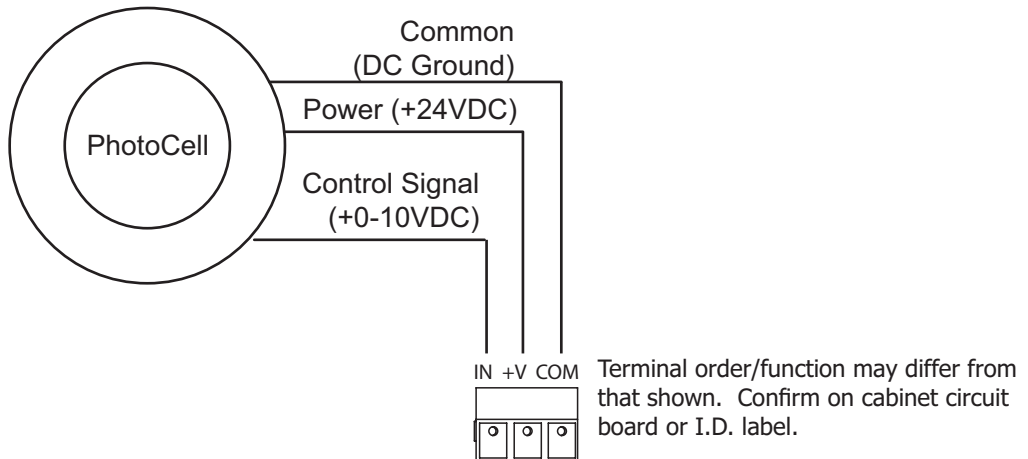 Common
(DC Ground)
Power (+24VDC)
PhotoCell
Control Signal
(+0-10VDC)
IN +V COM
Terminal order/function may differ from
that shown. Confirm on cabinet circuit
board or I.D. label.